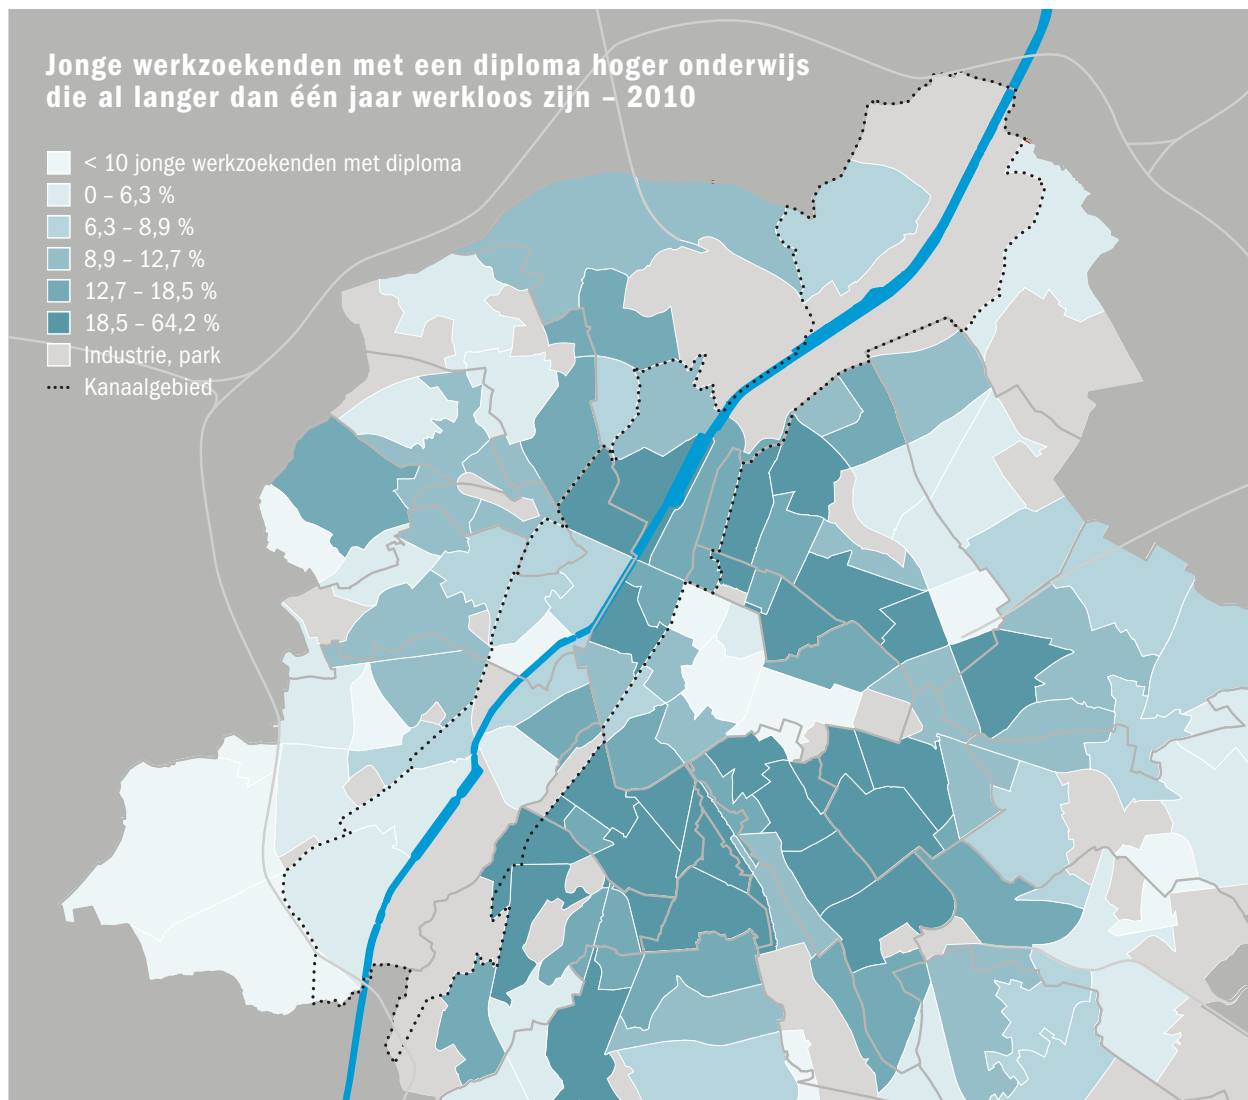 Jonge werkzoekenden met een diploma hoger onderwijs
die al langer dan één jaar werkloos zijn – 2010
< 10 jonge werkzoekenden met diploma
0 – 6,3 %
6,3 – 8,9 %
8,9 – 12,7 %
12,7 – 18,5 %
18,5 – 64,2 %
Industrie, park
Kanaalgebied